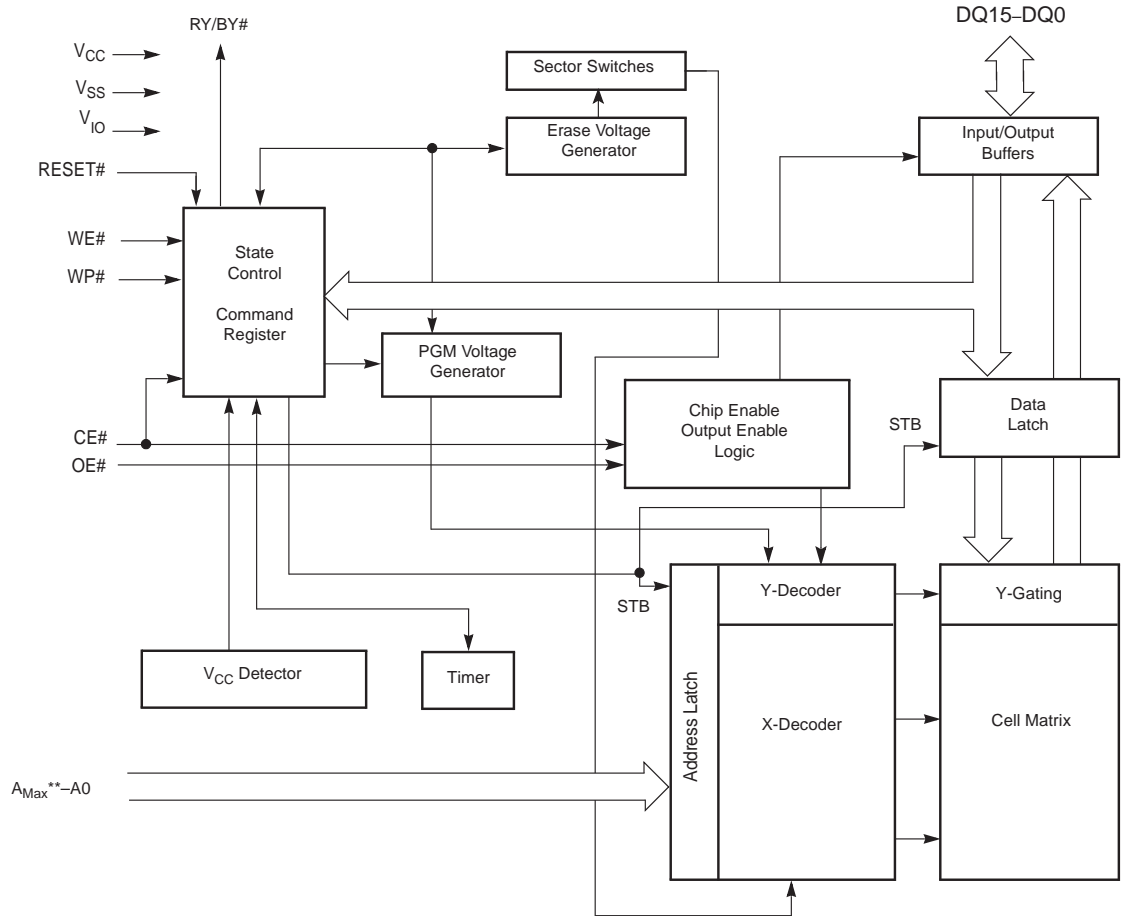 RY/BY#
DQ15–DQ0
VCC
VSS
VIO
RESET#
WE#
WP#
CE#
OE#
Sector Switches
Erase Voltage
Generator
Input/Output
Buffers
State
Control
Command
Register
PGM Voltage
Generator
Chip Enable
Output Enable
Logic
STB
Data
Latch
STB
Y-Decoder
Y-Gating
VCC Detector
Timer
Address Latch
X-Decoder
Cell Matrix
AMax**–A0